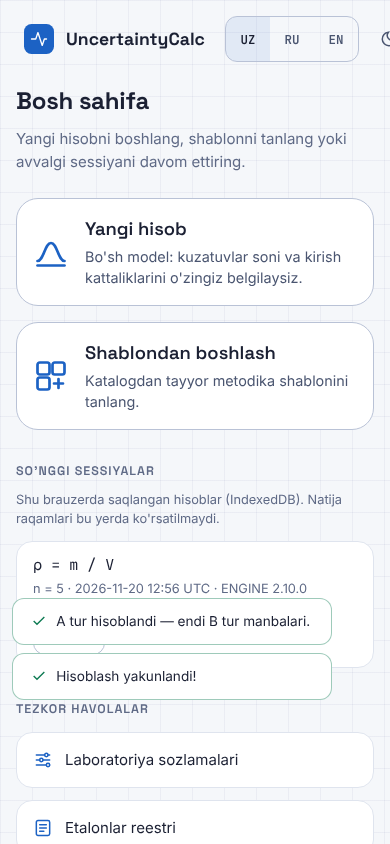 UncertaintyCalc
UZ RU EN
Bosh sahifa
Yangi hisobni boshlang, shablonni tanlang yoki
avvalgi sessiyani davom ettiring.
Yangi hisob
Bo'sh model: kuzatuvlar soni va kirish
kattaliklarini o'zingiz belgilaysiz.
Shablondan boshlash
Katalogdan tayyor metodika shablonini
tanlang.
SO'NGGI SESSIYALAR
Shu brauzerda saqlangan hisoblar (IndexedDB). Natija
raqamlari bu yerda ko'rsatilmaydi.
ρ = m / V
n = 5 · 2026-11-20 12:56 UTC · ENGINE 2.10.0
A tur hisoblandi — endi B tur manbalari.
Hisoblash yakunlandi!
TEZKOR HAVOLALAR
Laboratoriya sozlamalari
Etalonlar reestri